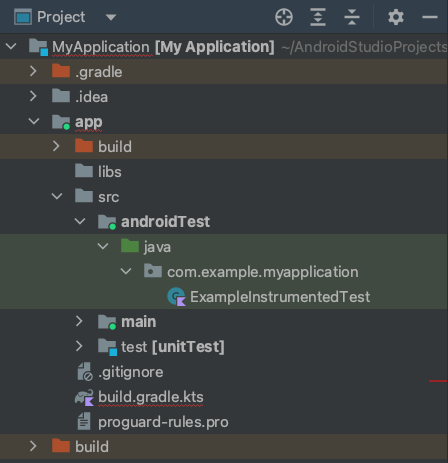 Project
MyApplication [My Application] ~/AndroidStudioProjects
.gradle
.idea
app
build
libs
src
androidTest
java
com.example.myapplication
ExampleInstrumentedTest
main
test [unitTest]
.gitignore
build.gradle.kts
proguard-rules.pro
build